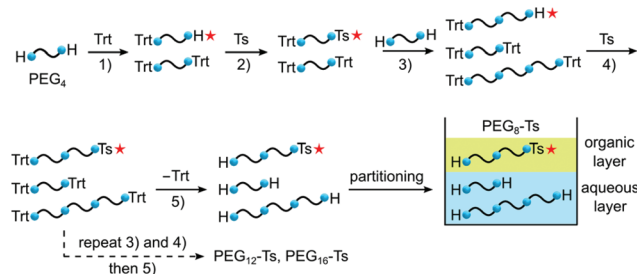 H H
PEG4
Trt
1)
Trt H
Trt Trt
Ts
2)
Trt Ts
Trt Trt
H H
3)
Trt H
Trt Trt
Trt Trt
Ts
4)
Trt Ts
Trt Trt
Trt Trt
−Trt
5)
H Ts
H H
H H
partitioning
PEG8-Ts
H Ts
organic
layer
H H
H H
aqueous
layer
repeat 3) and 4)
then 5)
PEG12-Ts, PEG16-Ts